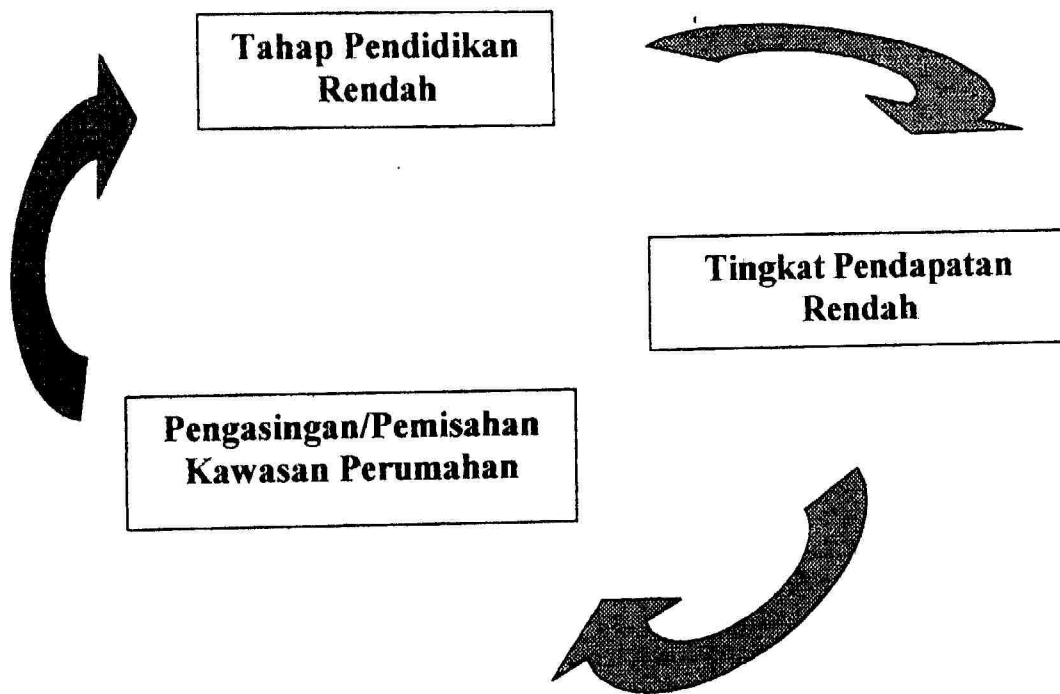 Tahap Pendidikan
Rendah
Tingkat Pendapatan
Rendah
Pengasingan/Pemisahan
Kawasan Perumahan